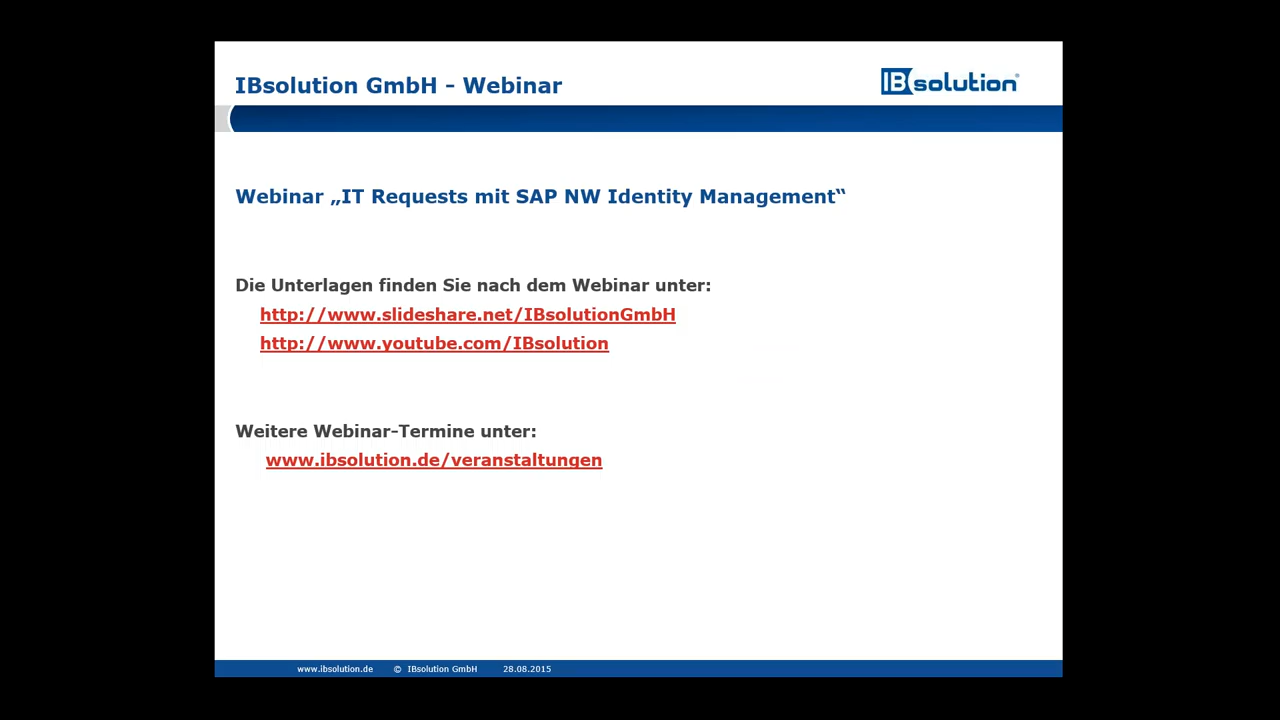 IBsolution GmbH - Webinar
IBsolution®
Webinar „IT Requests mit SAP NW Identity Management“
Die Unterlagen finden Sie nach dem Webinar unter:
http://www.slideshare.net/IBsolutionGmbH
http://www.youtube.com/IBsolution
Weitere Webinar-Termine unter:
www.ibsolution.de/veranstaltungen
www.ibsolution.de © IBsolution GmbH 28.08.2015